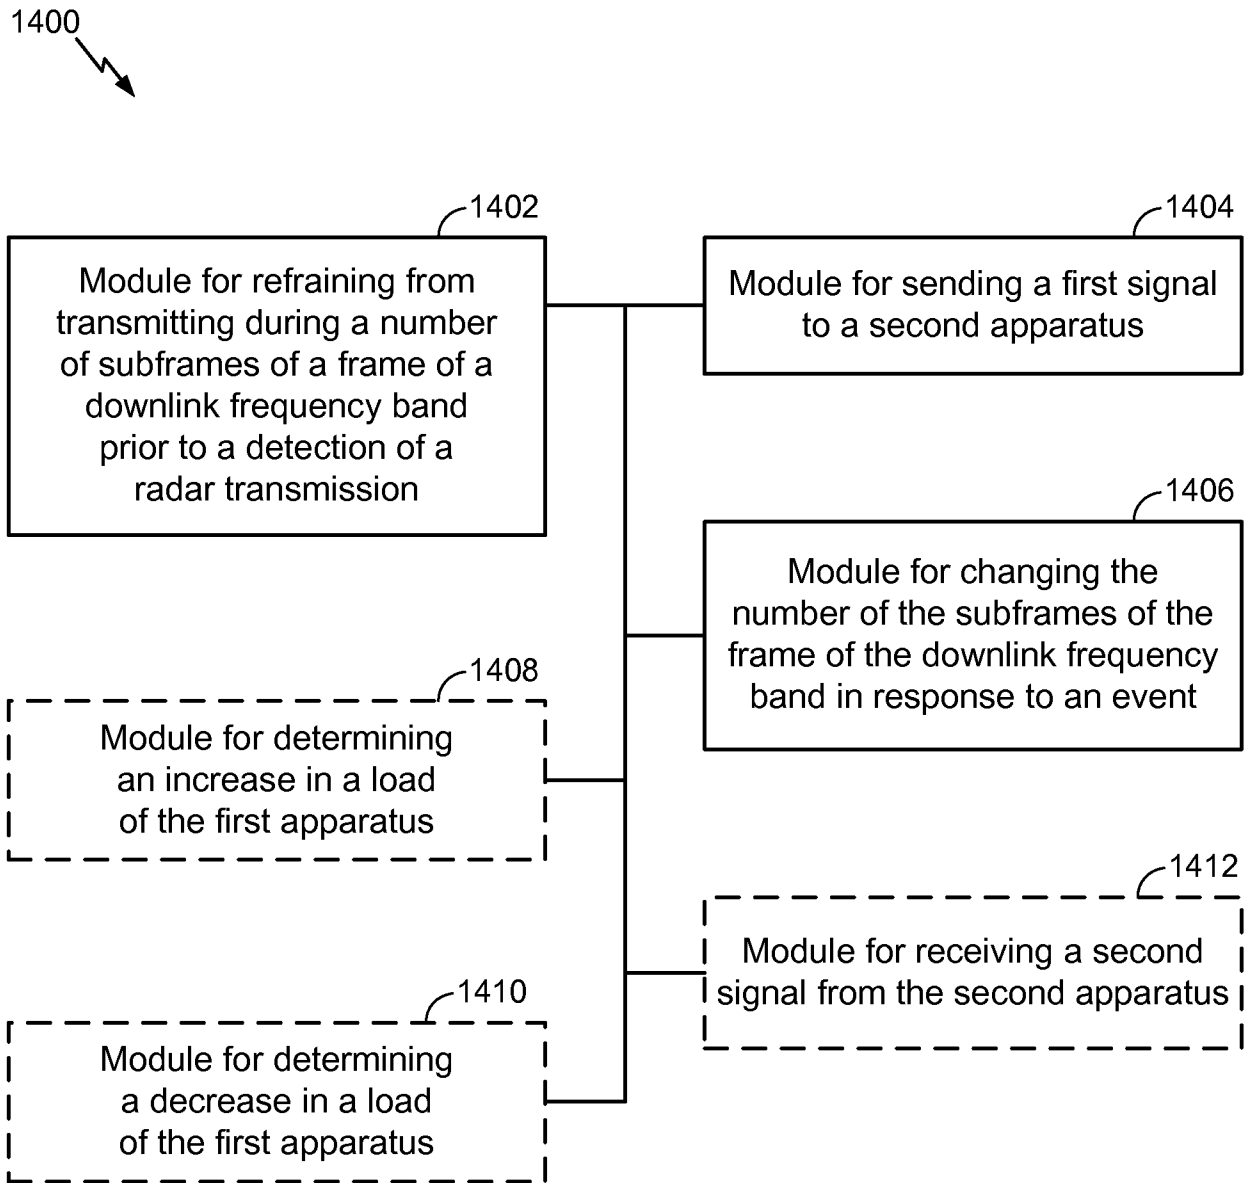 1400
1402
Module for refraining from
transmitting during a number
of subframes of a frame of a
downlink frequency band
prior to a detection of a
radar transmission
1404
Module for sending a first signal
to a second apparatus
1406
Module for changing the
number of the subframes of the
frame of the downlink frequency
band in response to an event
1408
Module for determining
an increase in a load
of the first apparatus
1412
Module for receiving a second
signal from the second apparatus
1410
Module for determining
a decrease in a load
of the first apparatus